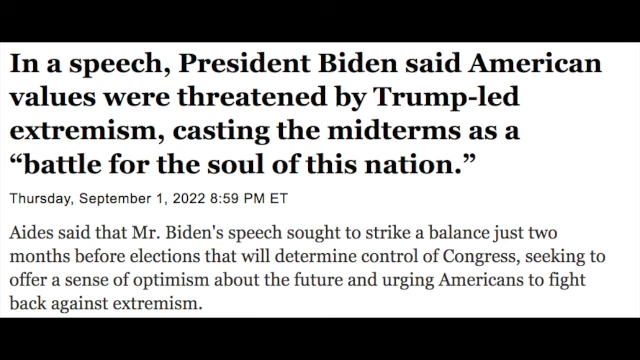 In a speech, President Biden said American
values were threatened by Trump-led
extremism, casting the midterms as a
“battle for the soul of this nation.”
Thursday, September 1, 2022 8:59 PM ET
Aides said that Mr. Biden's speech sought to strike a balance just two
months before elections that will determine control of Congress, seeking to
offer a sense of optimism about the future and urging Americans to fight
back against extremism.